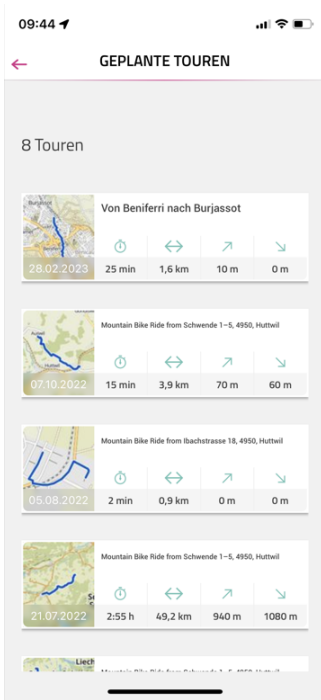 09:44
GEPLANTE TOUREN
8 Touren
Burjassot
28.02.2023
Von Beniferri nach Burjassot
25 min 1,6 km 10 m 0 m
Huttwil
07.10.2022
Mountain Bike Ride from Schwende 1–5, 4950, Huttwil
15 min 3,9 km 70 m 60 m
05.08.2022
Mountain Bike Ride from Ibachstrasse 18, 4950, Huttwil
2 min 0,9 km 0 m 0 m
21.07.2022
Mountain Bike Ride from Schwende 1–5, 4950, Huttwil
2:55 h 49,2 km 940 m 1080 m
Liech